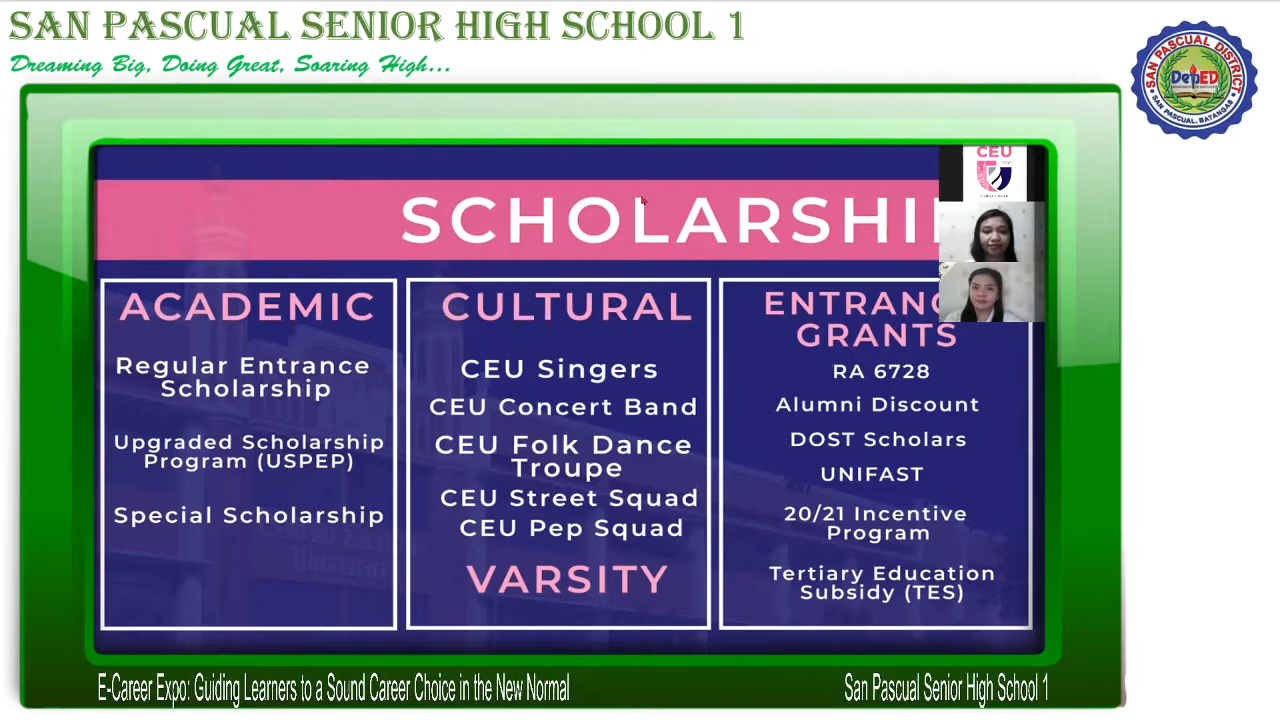 SAN PASCUAL SENIOR HIGH SCHOOL 1
Dreaming Big, Doing Great, Soaring High...
SAN PASCUAL DISTRICT
DepED
SAN PASCUAL, BATANGAS
CEU
SCHOLARSHI
ACADEMIC
Regular Entrance
Scholarship
Upgraded Scholarship
Program (USPEP)
Special Scholarship
CULTURAL
CEU Singers
CEU Concert Band
CEU Folk Dance
Troupe
CEU Street Squad
CEU Pep Squad
VARSITY
ENTRANC
GRANTS
RA 6728
Alumni Discount
DOST Scholars
UNIFAST
20/21 Incentive
Program
Tertiary Education
Subsidy (TES)
E-Career Expo: Guiding Learners to a Sound Career Choice in the New Normal
San Pascual Senior High School 1